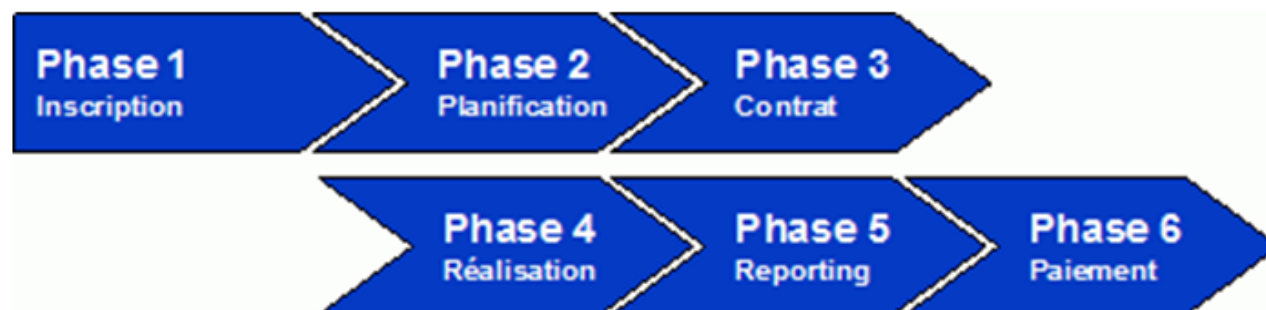 Phase 1
Inscription
Phase 2
Planification
Phase 3
Contrat
Phase 4
Réalisation
Phase 5
Reporting
Phase 6
Paiement